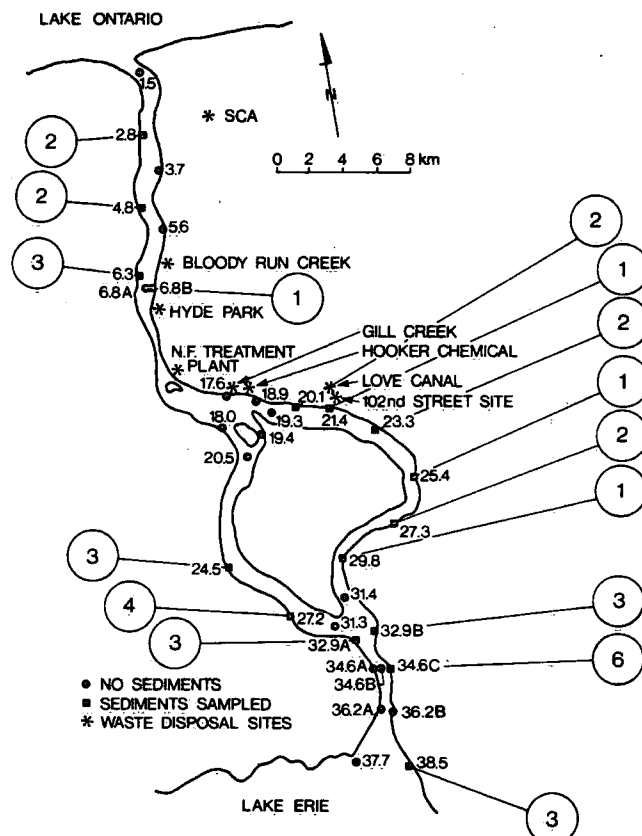 LAKE ONTARIO
1.5
N
* SCA
2
2.8
0 2 4 6 8 km
3.7
2
4.8
2
5.6
3
* BLOODY RUN CREEK
1
6.3
6.8A
6.8B
1
* HYDE PARK
2
GILL CREEK
N.F. TREATMENT
* PLANT
HOOKER CHEMICAL
17.6
18.9
20.1
* LOVE CANAL
* 102nd STREET SITE
1
19.3
21.4
23.3
18.0
19.4
2
20.5
25.4
1
27.3
3
29.8
24.5
31.4
3
4
27.2
31.3
32.9B
3
32.9A
6
34.6A
34.6C
34.6B
● NO SEDIMENTS
■ SEDIMENTS SAMPLED
* WASTE DISPOSAL SITES
36.2A
36.2B
37.7
38.5
LAKE ERIE
3